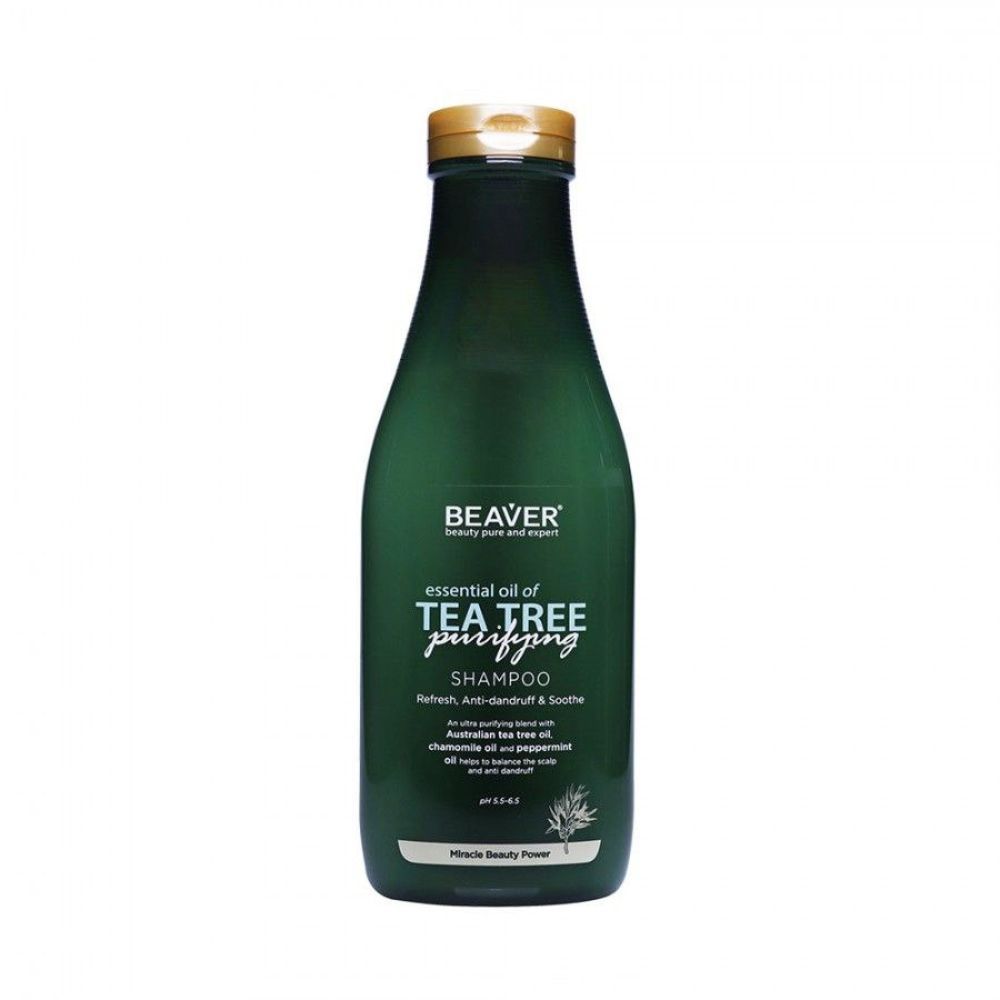 BEAVER®
beauty pure and expert
essential oil of
TEA TREE
purifying
SHAMPOO
Refresh, Anti-dandruff & Soothe
An ultra purifying blend with
Australian tea tree oil,
chamomile oil and peppermint
oil helps to balance the scalp
and anti dandruff
pH 5.5-6.5
Miracle Beauty Power